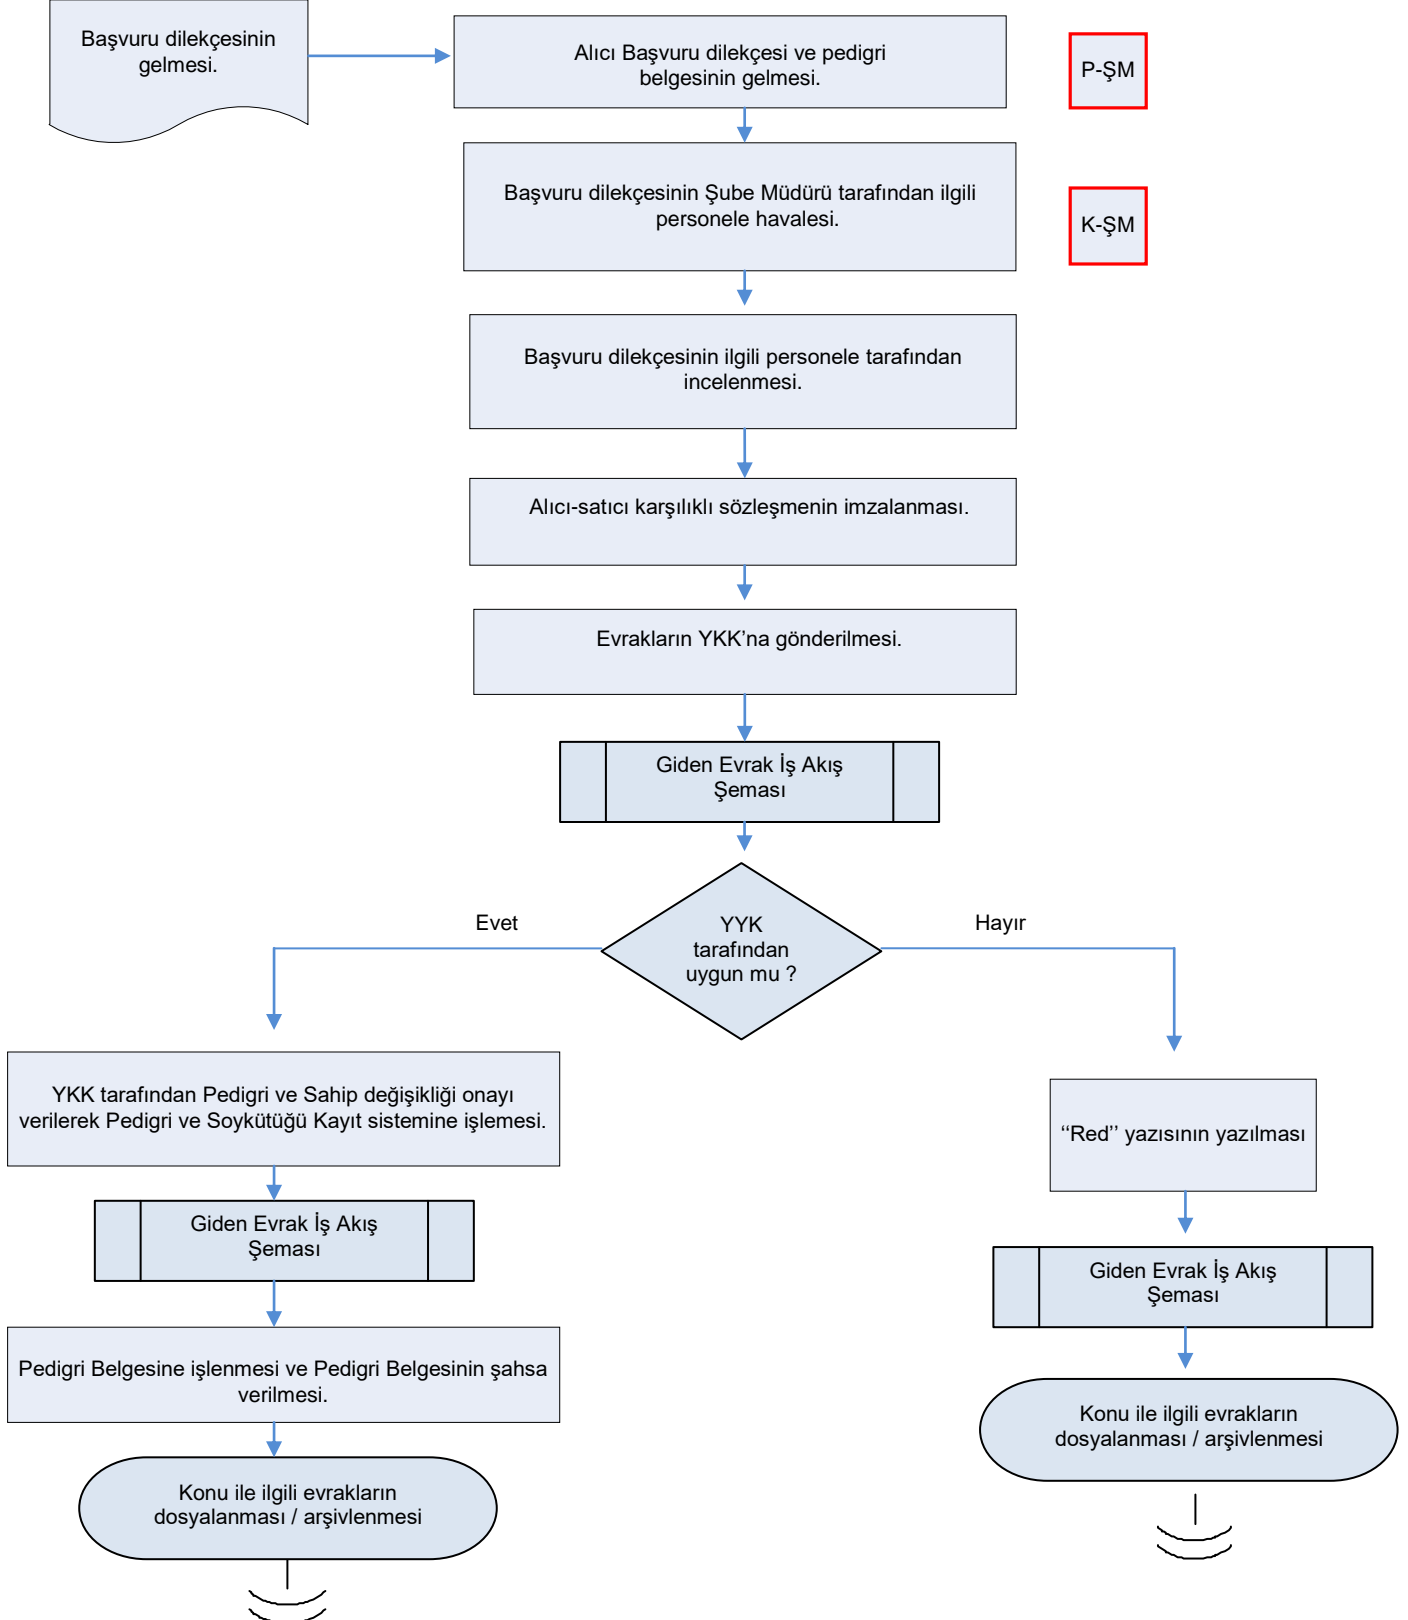 Başvuru dilekçesinin
gelmesi.
Alıcı Başvuru dilekçesi ve pedigri
belgesinin gelmesi.
P-ŞM
Başvuru dilekçesinin Şube Müdürü tarafından ilgili
personele havalesi.
K-ŞM
Başvuru dilekçesinin ilgili personele tarafından
incelenmesi.
Alıcı-satıcı karşılıklı sözleşmenin imzalanması.
Evrakların YKK’na gönderilmesi.
Giden Evrak İş Akış
Şeması
Evet
YYK
tarafından
uygun mu ?
Hayır
YKK tarafından Pedigri ve Sahip değişikliği onayı
verilerek Pedigri ve Soykütüğü Kayıt sistemine işlemesi.
‘‘Red’’ yazısının yazılması
Giden Evrak İş Akış
Şeması
Giden Evrak İş Akış
Şeması
Pedigri Belgesine işlenmesi ve Pedigri Belgesinin şahsa
verilmesi.
Konu ile ilgili evrakların
dosyalanması / arşivlenmesi
Konu ile ilgili evrakların
dosyalanması / arşivlenmesi